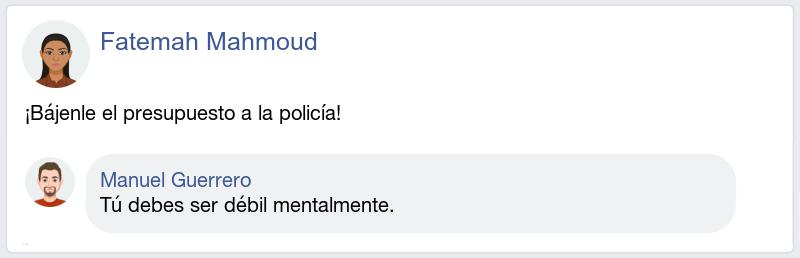 Fatemah Mahmoud
¡Bájenle el presupuesto a la policía!
Manuel Guerrero
Tú debes ser débil mentalmente.